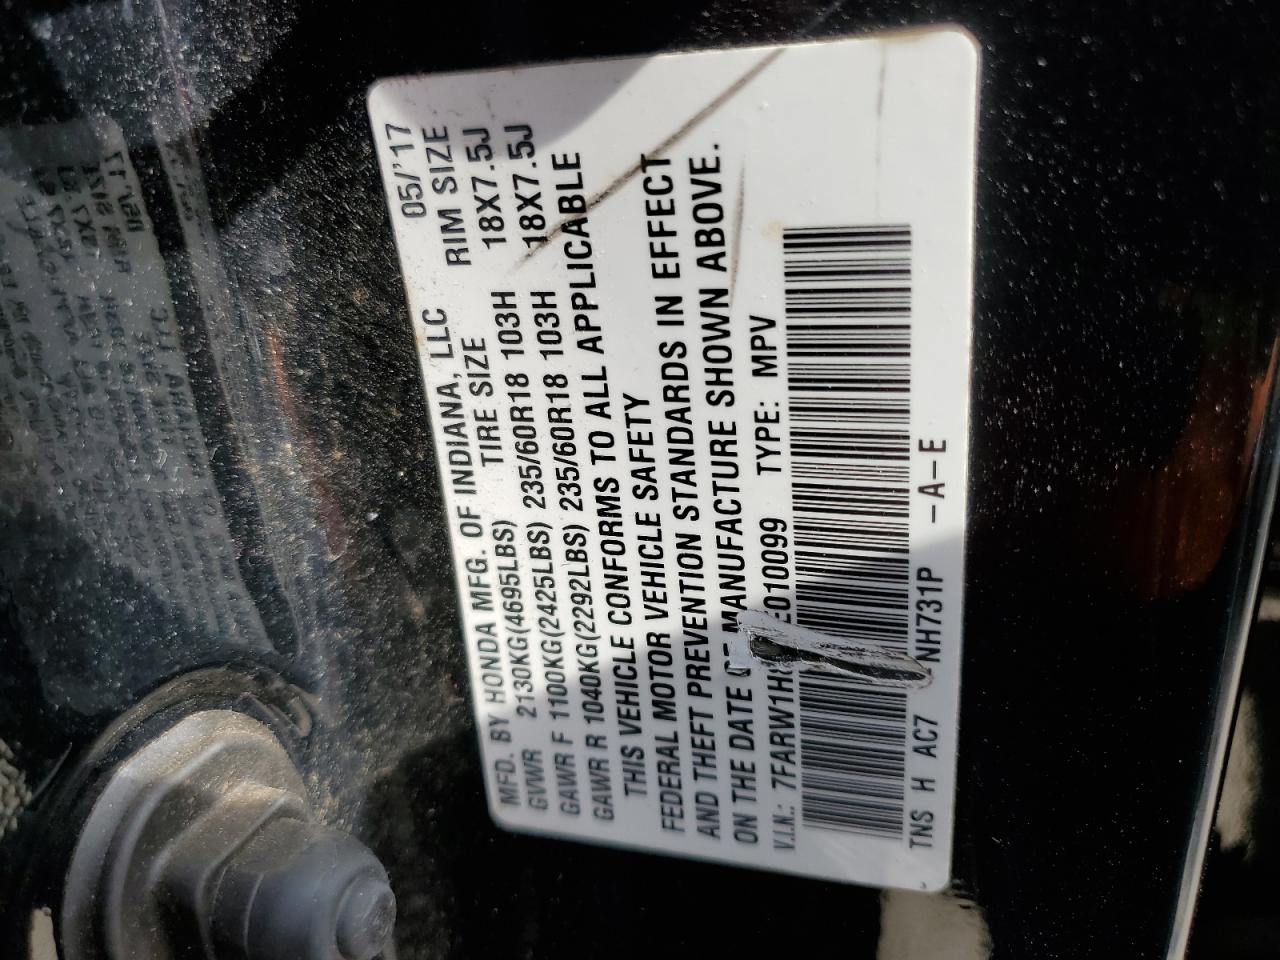 MFD. BY HONDA MFG. OF INDIANA, LLC 05/'17
GVWR 2130KG(4695LBS) TIRE SIZE RIM SIZE
GAWR F 1100KG(2425LBS) 235/60R18 103H 18X7.5J
GAWR R 1040KG(2292LBS) 235/60R18 103H 18X7.5J
THIS VEHICLE CONFORMS TO ALL APPLICABLE
FEDERAL MOTOR VEHICLE SAFETY
AND THEFT PREVENTION STANDARDS IN EFFECT
ON THE DATE OF MANUFACTURE SHOWN ABOVE.
V.I.N.: TYPE: MPV
TNS H AC7 NH731P -A-E